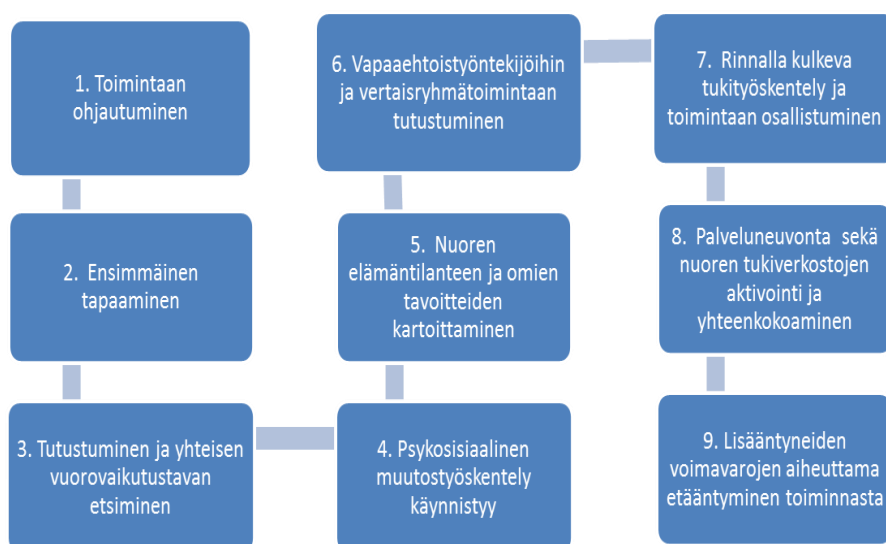 1. Toimintaan
ohjautuminen
2. Ensimmäinen
tapaaminen
3. Tutustuminen ja yhteisen
vuorovaikutustavan
etsiminen
4. Psykosisiaalinen
muutostyöskentely
käynnistyy
5. Nuoren
elämäntilanteen ja omien
tavoitteiden
kartoittaminen
6. Vapaaehtoistyöntekijöihin
ja vertaisryhmätoimintaan
tutustuminen
7. Rinnalla kulkeva
tukityöskentely ja
toimintaan osallistuminen
8. Palveluneuvonta sekä
nuoren tukiverkostojen
aktivointi ja
yhteenkokoaminen
9. Lisääntyneiden
voimavarojen aiheuttama
etääntyminen toiminnasta